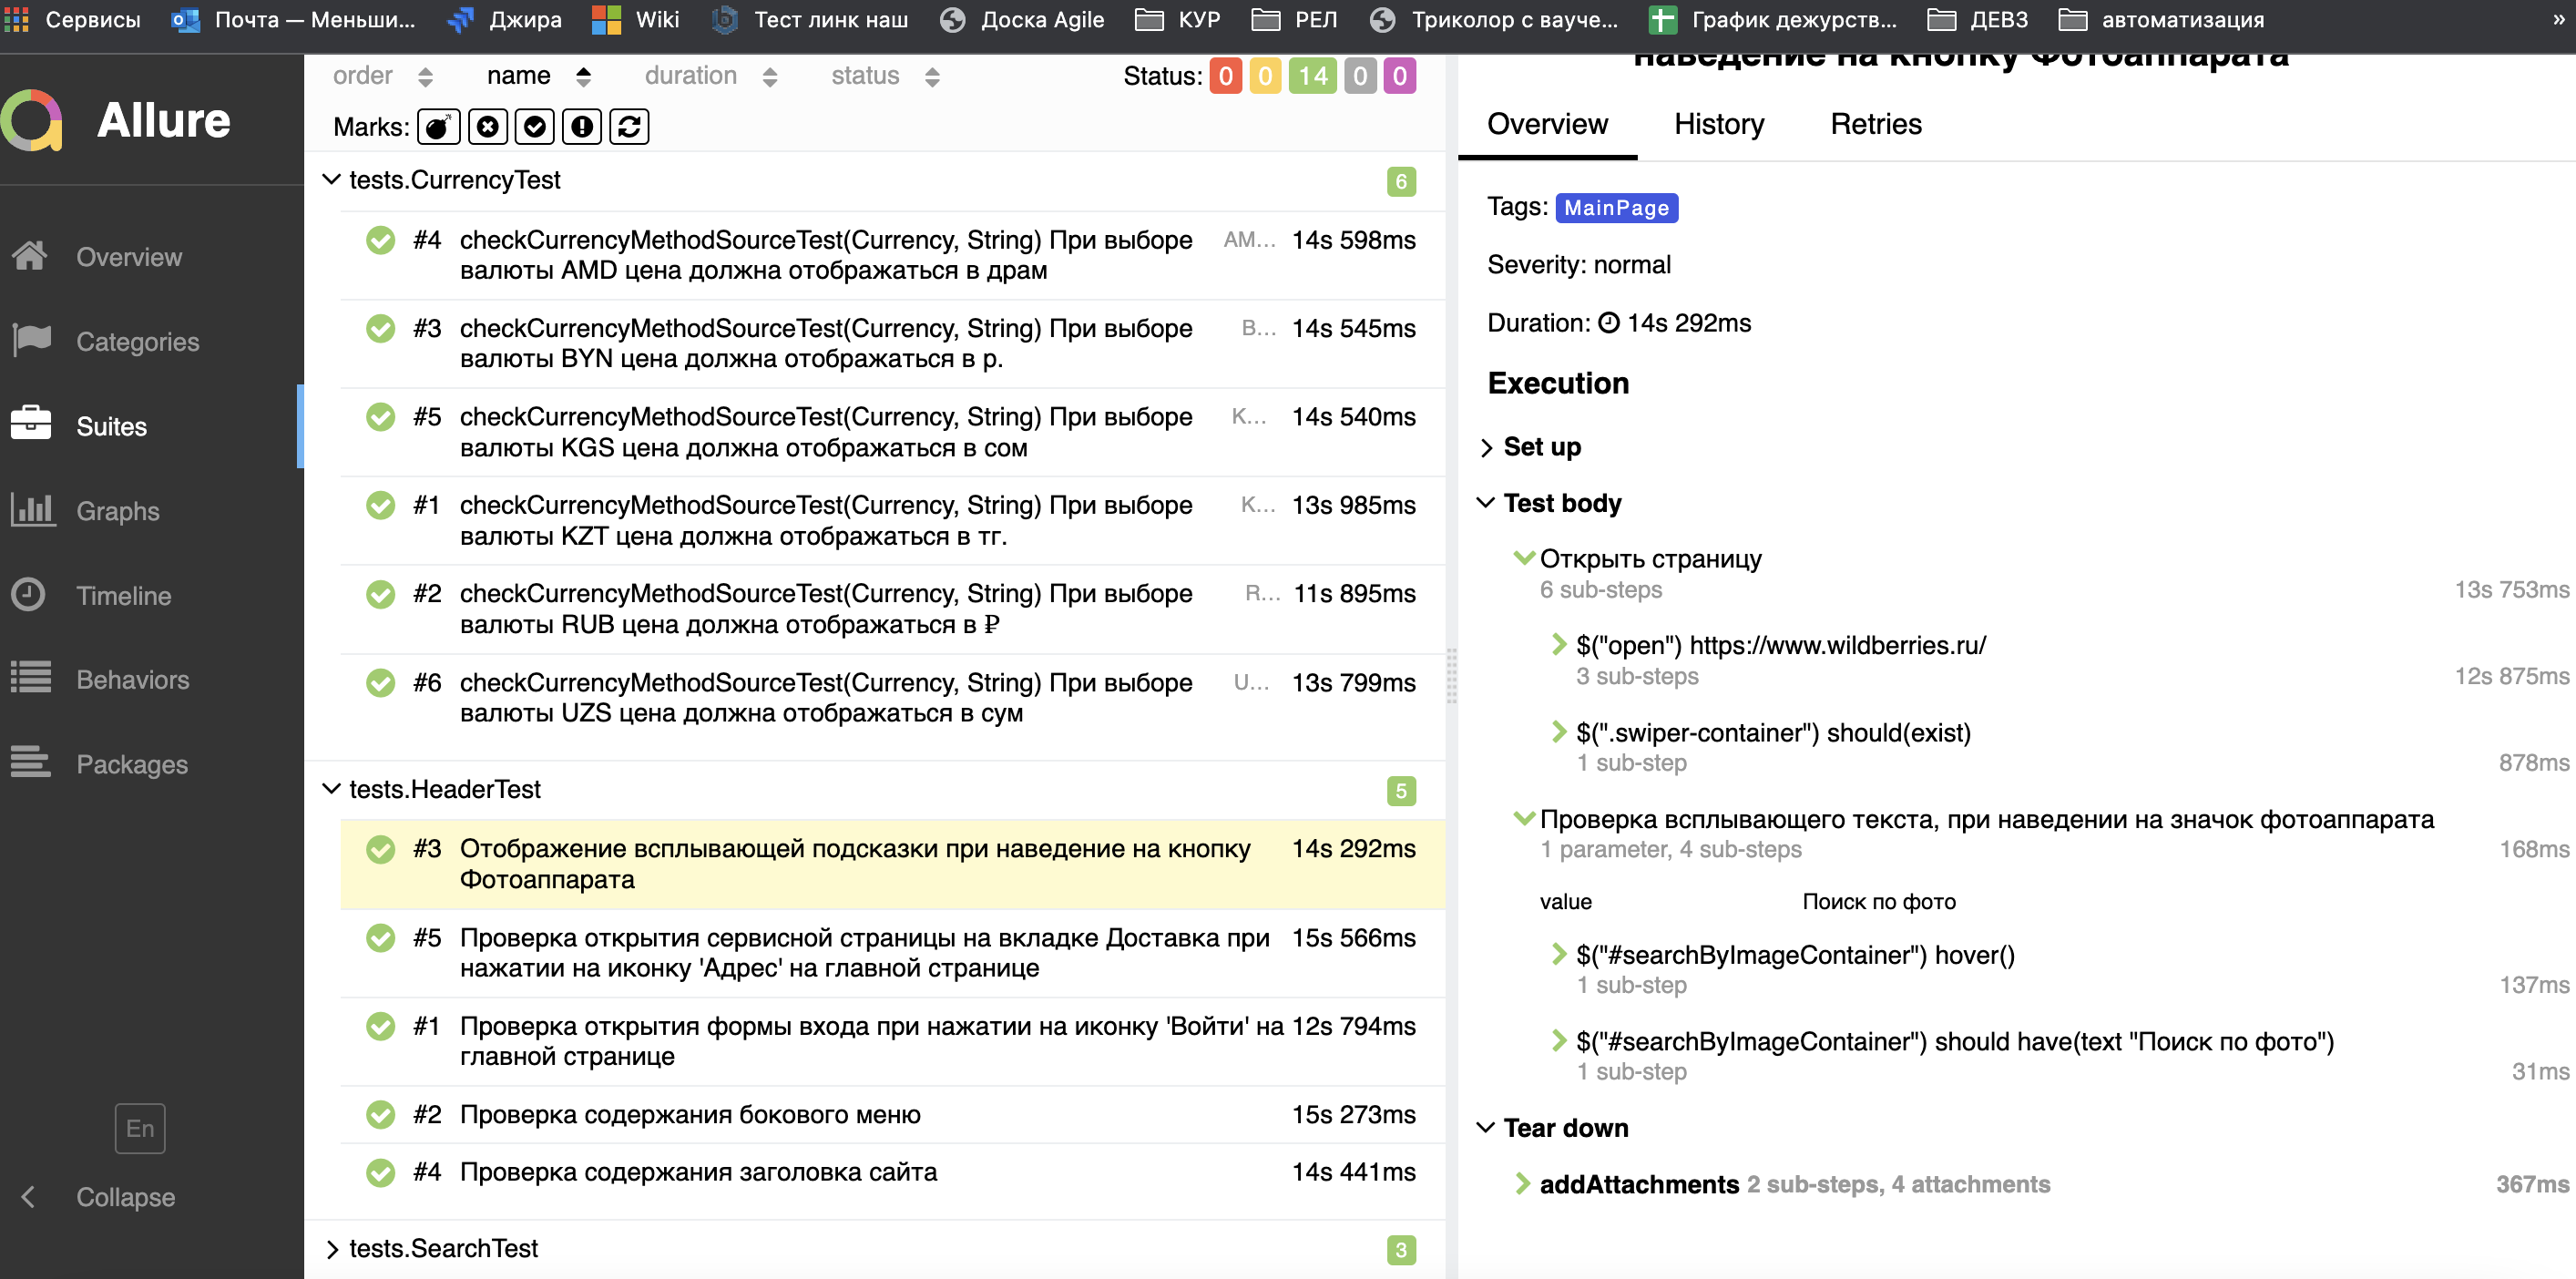 Сервисы Почта — Меньши... Джира Wiki Тест линк наш Доска Agile КУР РЕЛ Триколор с вауче... График дежурств... ДЕВЗ автоматизация »
Allure
Overview
Categories
Suites
Graphs
Timeline
Behaviors
Packages
En
Collapse
order name duration status Status: 0 0 14 0 0
Marks:
tests.CurrencyTest 6
#4 checkCurrencyMethodSourceTest(Currency, String) При выборе AM... 14s 598ms
валюты AMD цена должна отображаться в драм
#3 checkCurrencyMethodSourceTest(Currency, String) При выборе B... 14s 545ms
валюты BYN цена должна отображаться в р.
#5 checkCurrencyMethodSourceTest(Currency, String) При выборе K... 14s 540ms
валюты KGS цена должна отображаться в сом
#1 checkCurrencyMethodSourceTest(Currency, String) При выборе K... 13s 985ms
валюты KZT цена должна отображаться в тг.
#2 checkCurrencyMethodSourceTest(Currency, String) При выборе R... 11s 895ms
валюты RUB цена должна отображаться в ₽
#6 checkCurrencyMethodSourceTest(Currency, String) При выборе U... 13s 799ms
валюты UZS цена должна отображаться в сум
tests.HeaderTest 5
#3 Отображение всплывающей подсказки при наведение на кнопку 14s 292ms
Фотоаппарата
#5 Проверка открытия сервисной страницы на вкладке Доставка при 15s 566ms
нажатии на иконку 'Адрес' на главной странице
#1 Проверка открытия формы входа при нажатии на иконку 'Войти' на 12s 794ms
главной странице
#2 Проверка содержания бокового меню 15s 273ms
#4 Проверка содержания заголовка сайта 14s 441ms
tests.SearchTest 3
наведение на кнопку Фотоаппарата
Overview History Retries
Tags: MainPage
Severity: normal
Duration: 14s 292ms
Execution
Set up
Test body
Открыть страницу
6 sub-steps 13s 753ms
$("open") https://www.wildberries.ru/
3 sub-steps 12s 875ms
$(".swiper-container") should(exist)
1 sub-step 878ms
Проверка всплывающего текста, при наведении на значок фотоаппарата
1 parameter, 4 sub-steps 168ms
value Поиск по фото
$("#searchByImageContainer") hover()
1 sub-step 137ms
$("#searchByImageContainer") should have(text "Поиск по фото")
1 sub-step 31ms
Tear down
addAttachments 2 sub-steps, 4 attachments 367ms